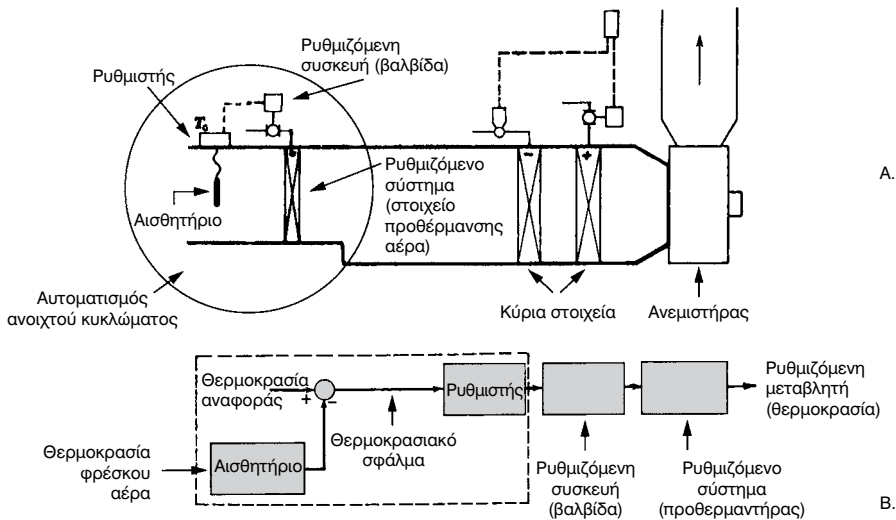 Ρυθμιζόμενη
συσκευή (βαλβίδα)
Ρυθμιστής
T₀
Αισθητήριο
Ρυθμιζόμενο
σύστημα
(στοιχείο
προθέρμανσης
αέρα)
+
−
+
Α.
Αυτοματισμός
ανοιχτού κυκλώματος
Κύρια στοιχεία
Ανεμιστήρας
Θερμοκρασία
αναφοράς
+
−
Ρυθμιστής
Ρυθμιζόμενη
μεταβλητή
(θερμοκρασία)
Θερμοκρασιακό
σφάλμα
Θερμοκρασία
φρέσκου
αέρα
Αισθητήριο
Ρυθμιζόμενη
συσκευή
(βαλβίδα)
Ρυθμιζόμενο
σύστημα
(προθερμαντήρας)
Β.